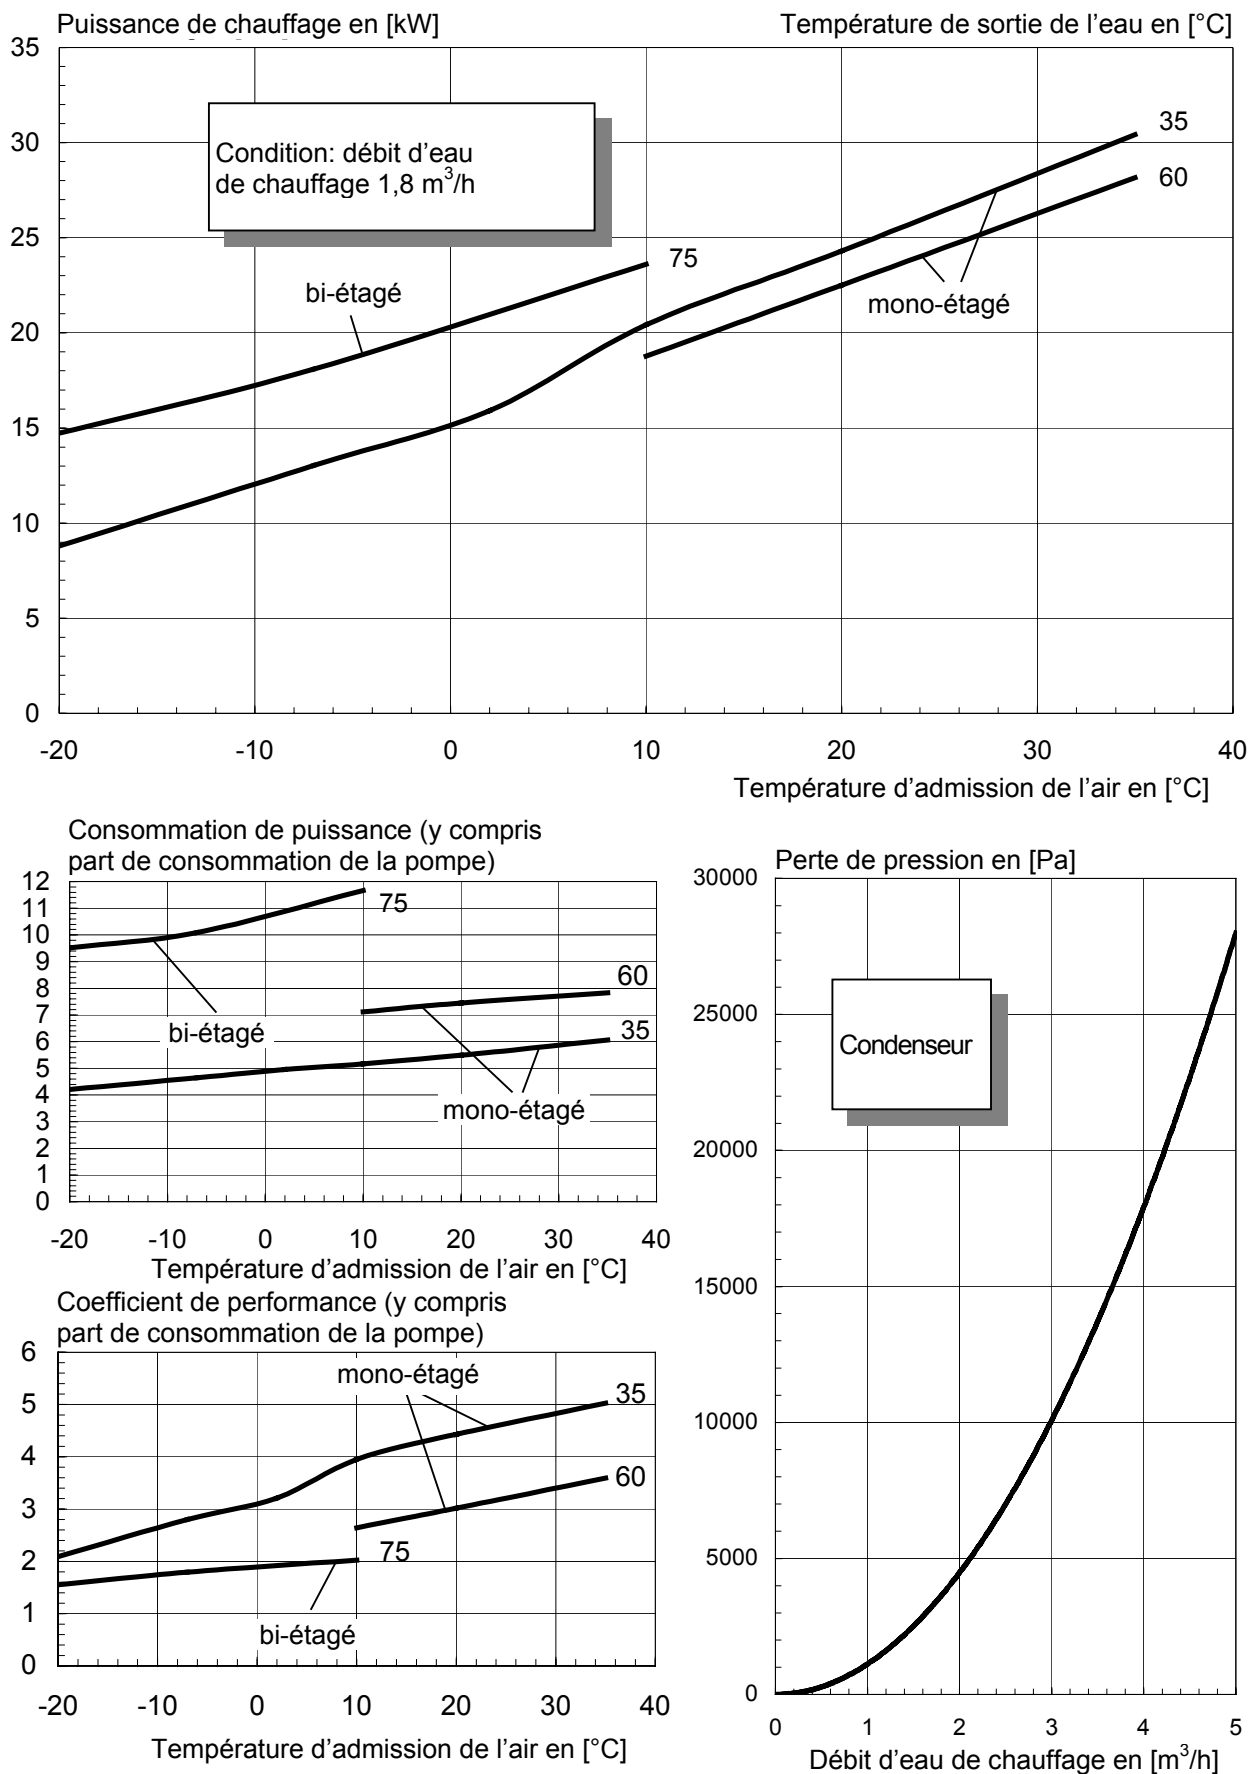 Puissance de chauffage en [kW]
Température de sortie de l'eau en [°C]
35
30
25
20
15
10
5
0
Condition: débit d'eau
de chauffage 1,8 m³/h
bi-étagé
75
35
60
mono-étagé
-20 -10 0 10 20 30 40
Température d'admission de l'air en [°C]
Consommation de puissance (y compris
part de consommation de la pompe)
12
11
10
9
8
7
6
5
4
3
2
1
0
75
60
35
bi-étagé
mono-étagé
-20 -10 0 10 20 30 40
Température d'admission de l'air en [°C]
Coefficient de performance (y compris
part de consommation de la pompe)
6
5
4
3
2
1
0
mono-étagé
35
60
75
bi-étagé
-20 -10 0 10 20 30 40
Température d'admission de l'air en [°C]
Perte de pression en [Pa]
30000
25000
20000
15000
10000
5000
0
Condenseur
0 1 2 3 4 5
Débit d'eau de chauffage en [m³/h]